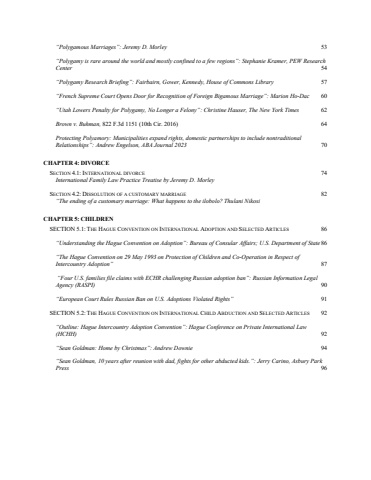 "Polygamous Marriages": Jeremy D. Morley 53
"Polygamy is rare around the world and mostly confined to a few regions": Stephanie Kramer, PEW Research
Center 54
"Polygamy Research Briefing": Fairbairn, Gower, Kennedy, House of Commons Library 57
"French Supreme Court Opens Door for Recognition of Foreign Bigamous Marriage": Marion Ho-Dac 60
"Utah Lowers Penalty for Polygamy, No Longer a Felony": Christine Hauser, The New York Times 62
Brown v. Buhman, 822 F.3d 1151 (10th Cir. 2016) 64
Protecting Polyamory: Municipalities expand rights, domestic partnerships to include nontraditional
Relationships": Andrew Engelson, ABA Journal 2023 70
CHAPTER 4: DIVORCE
SECTION 4.1: INTERNATIONAL DIVORCE 74
International Family Law Practice Treatise by Jeremy D. Morley
SECTION 4.2: DISSOLUTION OF A CUSTOMARY MARRIAGE 82
"The ending of a customary marriage: What happens to the ilobolo? Thulani Nkosi
CHAPTER 5: CHILDREN
SECTION 5.1: THE HAGUE CONVENTION ON INTERNATIONAL ADOPTION AND SELECTED ARTICLES 86
"Understanding the Hague Convention on Adoption": Bureau of Consular Affairs; U.S. Department of State 86
"The Hague Convention on 29 May 1993 on Protection of Children and Co-Operation in Respect of
Intercountry Adoption" 87
"Four U.S. families file claims with ECHR challenging Russian adoption ban": Russian Information Legal
Agency (RASPI) 90
"European Court Rules Russian Ban on U.S. Adoptions Violated Rights" 91
SECTION 5.2: THE HAGUE CONVENTION ON INTERNATIONAL CHILD ABDUCTION AND SELECTED ARTICLES 92
"Outline: Hague Intercountry Adoption Convention": Hague Conference on Private International Law
(HCHH) 92
"Sean Goldman: Home by Christmas": Andrew Downie 94
"Sean Goldman, 10 years after reunion with dad, fights for other abducted kids.": Jerry Carino, Asbury Park
Press 96